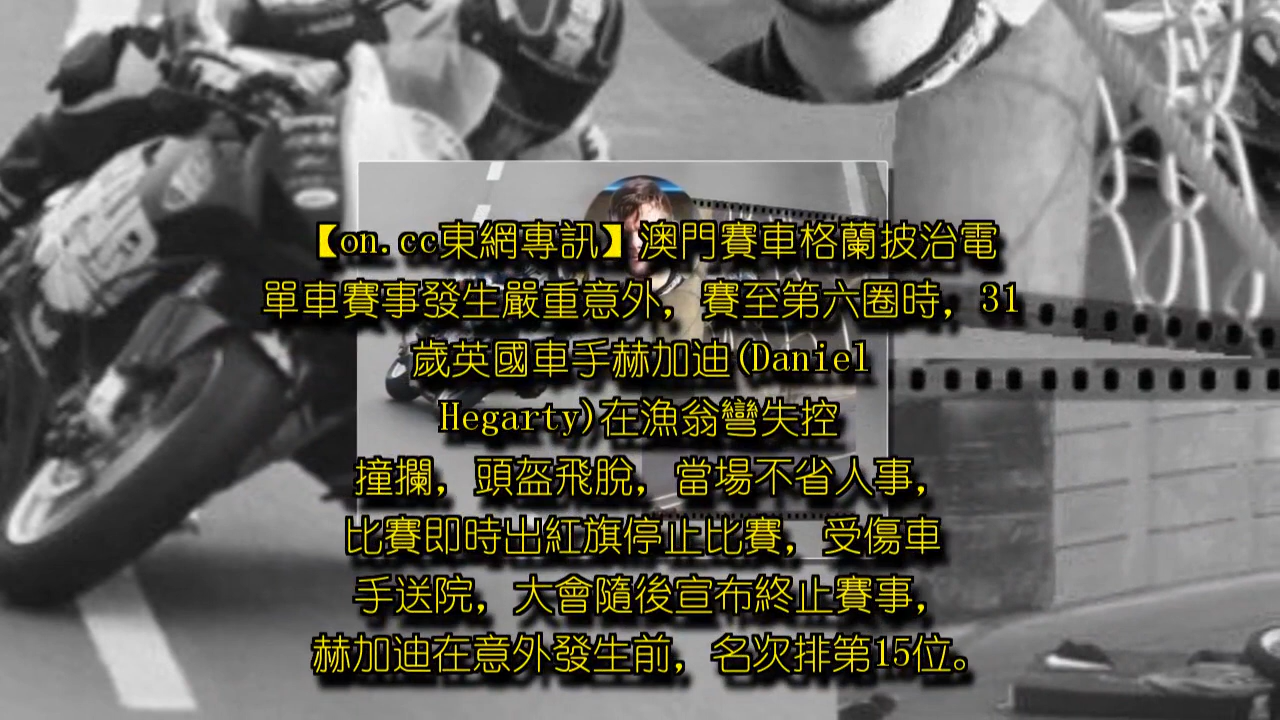 【on.cc東網專訊】澳門賽車格蘭披治電
單車賽事發生嚴重意外，賽至第六圈時，31
歲英國車手赫加迪(Daniel
Hegarty)在漁翁彎失控
撞攔，頭盔飛脫，當場不省人事，
比賽即時出紅旗停止比賽，受傷車
手送院，大會隨後宣布終止賽事，
赫加迪在意外發生前，名次排第15位。